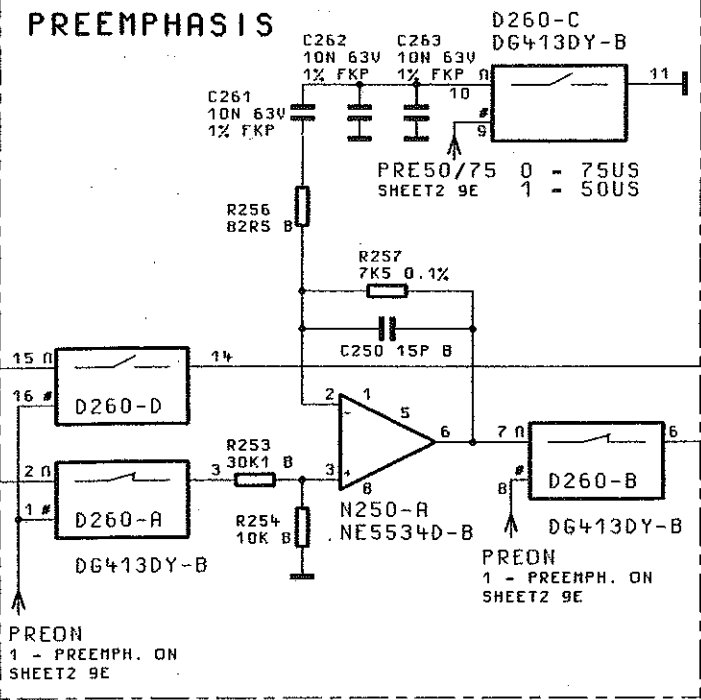 PREEMPHASIS
D260-C
DG413DY-B
C262
10N 63V
1% FKP
C263
10N 63V
1% FKP
10
11
#
9
C261
10N 63V
1% FKP
PRE50/75 0 - 75US
SHEET2 9E 1 - 50US
R256
82R5 B
R257
7K5 0.1%
C250 15P B
15
14
16 #
D260-D
2
1
5
6
7
6
2
3
R253
30K1 B
3
8
#
8
D260-B
1 #
D260-A
R254
10K B
N250-A
NE5534D-B
DG413DY-B
DG413DY-B
PREON
1 - PREEMPH. ON
SHEET2 9E
PREON
1 - PREEMPH. ON
SHEET2 9E